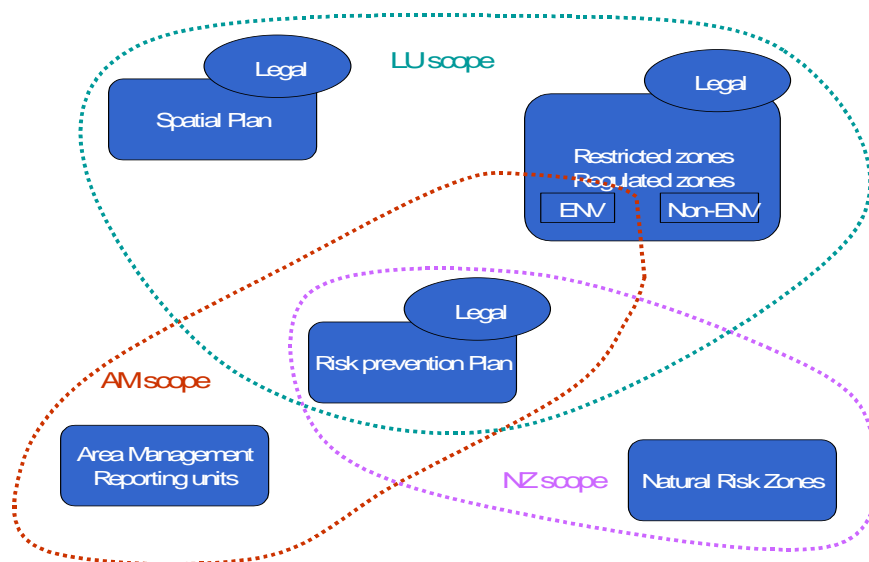 Legal
LU scope
Legal
Spatial Plan
Restricted zones
Regulated zones
ENV
Non-ENV
Legal
Risk prevention Plan
AM scope
Area Management
Reporting units
NZ scope
Natural Risk Zones